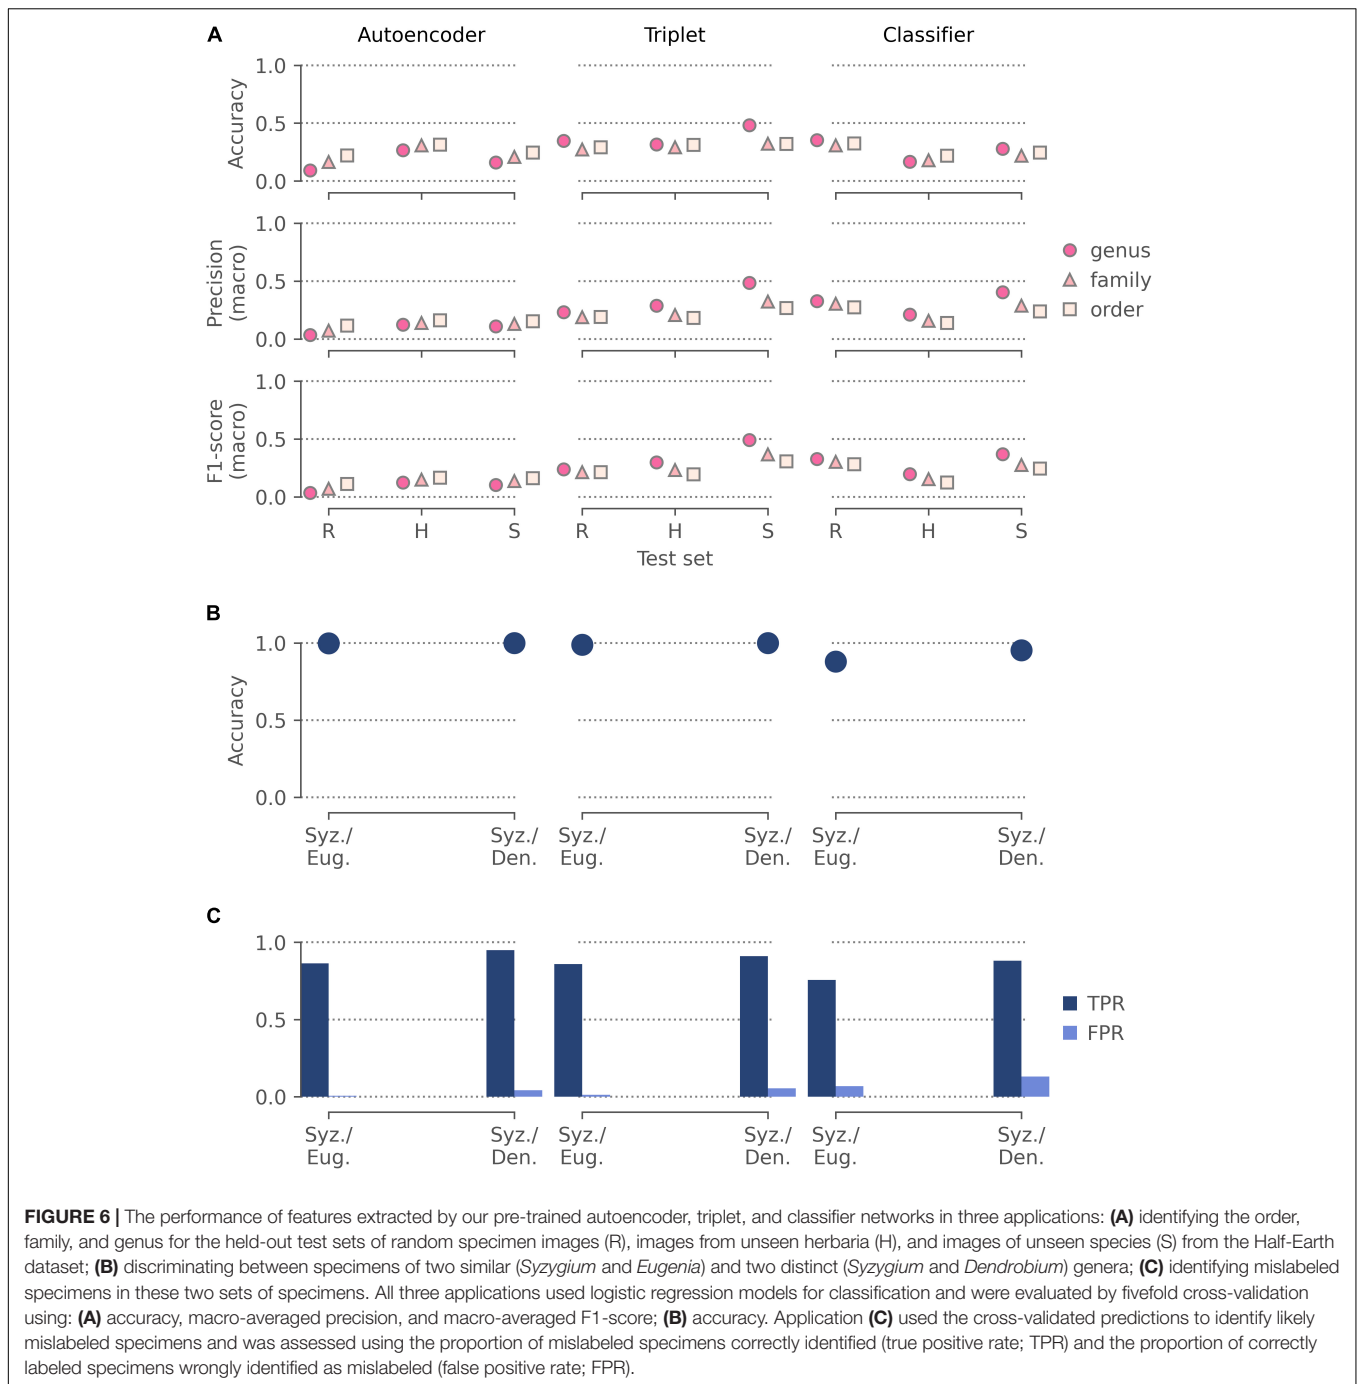 A
Autoencoder Triplet Classifier
1.0
0.5
0.0
Accuracy
1.0
0.5
0.0
Precision
(macro)
genus
family
order
1.0
0.5
0.0
F1-score
(macro)
R H S R H S R H S
Test set
B
1.0
0.5
0.0
Accuracy
Syz./ Syz./ Syz./ Syz./ Syz./ Syz./
Eug. Den. Eug. Den. Eug. Den.
C
1.0
0.5
0.0
TPR
FPR
Syz./ Syz./ Syz./ Syz./ Syz./ Syz./
Eug. Den. Eug. Den. Eug. Den.
FIGURE 6 | The performance of features extracted by our pre-trained autoencoder, triplet, and classifier networks in three applications: (A) identifying the order,
family, and genus for the held-out test sets of random specimen images (R), images from unseen herbaria (H), and images of unseen species (S) from the Half-Earth
dataset; (B) discriminating between specimens of two similar (Syzygium and Eugenia) and two distinct (Syzygium and Dendrobium) genera; (C) identifying mislabeled
specimens in these two sets of specimens. All three applications used logistic regression models for classification and were evaluated by fivefold cross-validation
using: (A) accuracy, macro-averaged precision, and macro-averaged F1-score; (B) accuracy. Application (C) used the cross-validated predictions to identify likely
mislabeled specimens and was assessed using the proportion of mislabeled specimens correctly identified (true positive rate; TPR) and the proportion of correctly
labeled specimens wrongly identified as mislabeled (false positive rate; FPR).